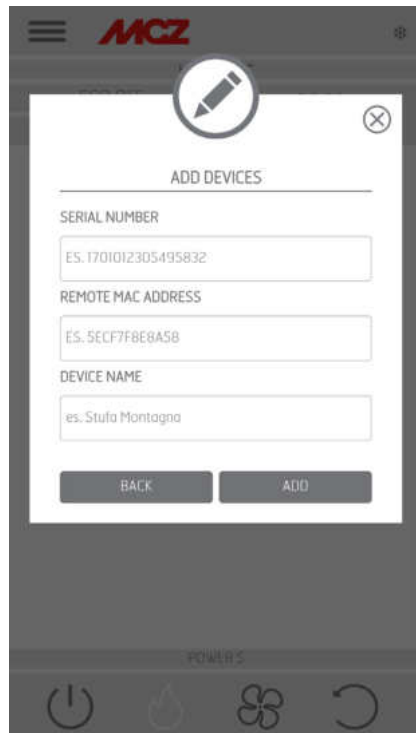 MCZ
ADD DEVICES
SERIAL NUMBER
ES. 1701012305495832
REMOTE MAC ADDRESS
ES. 5ECF7F8E8A58
DEVICE NAME
es. Stufa Montagna
BACK ADD
POWER 5